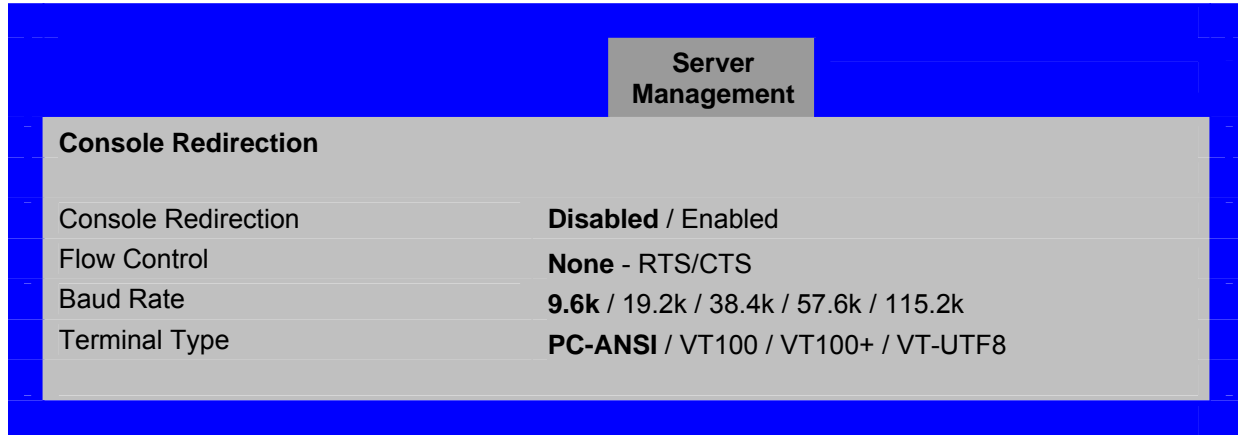 Server
Management
Console Redirection
Console Redirection Disabled / Enabled
Flow Control None - RTS/CTS
Baud Rate 9.6k / 19.2k / 38.4k / 57.6k / 115.2k
Terminal Type PC-ANSI / VT100 / VT100+ / VT-UTF8